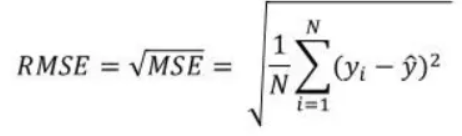 RMSE = √MSE = √(1/N ∑_{i=1}^{N} (y_i − ŷ)²)